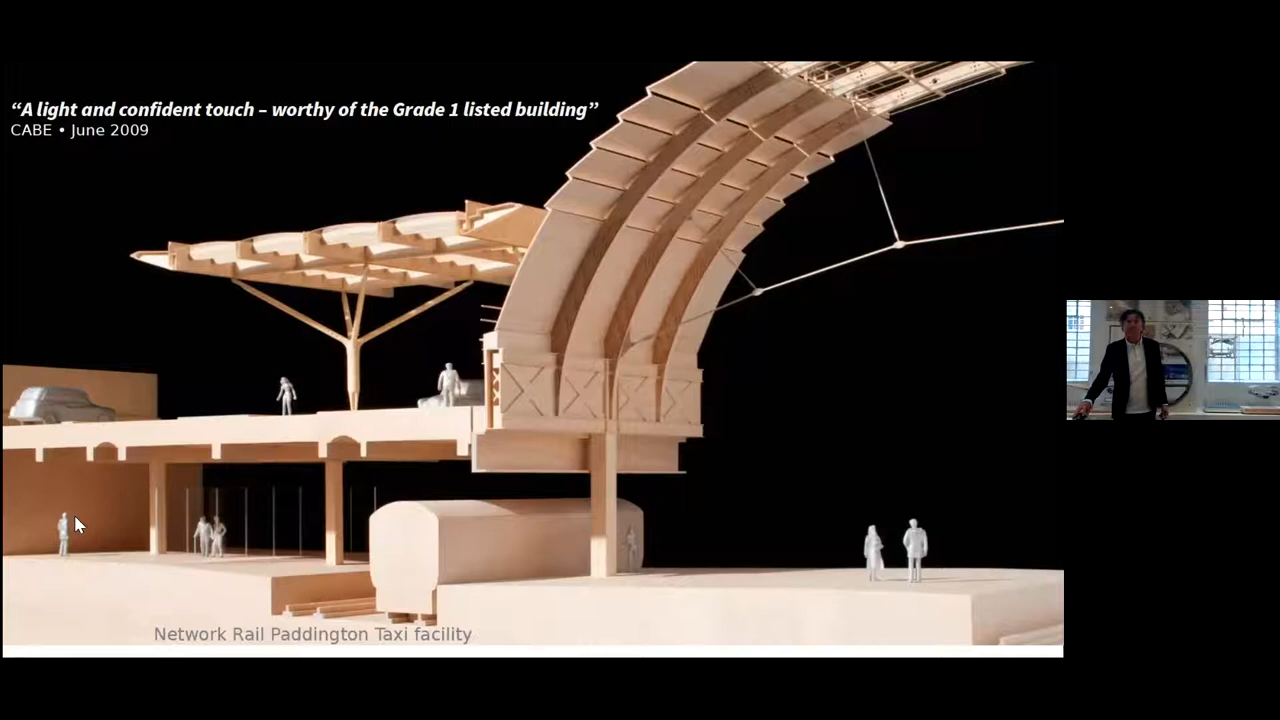 “A light and confident touch – worthy of the Grade 1 listed building”
CABE • June 2009
Network Rail Paddington Taxi facility